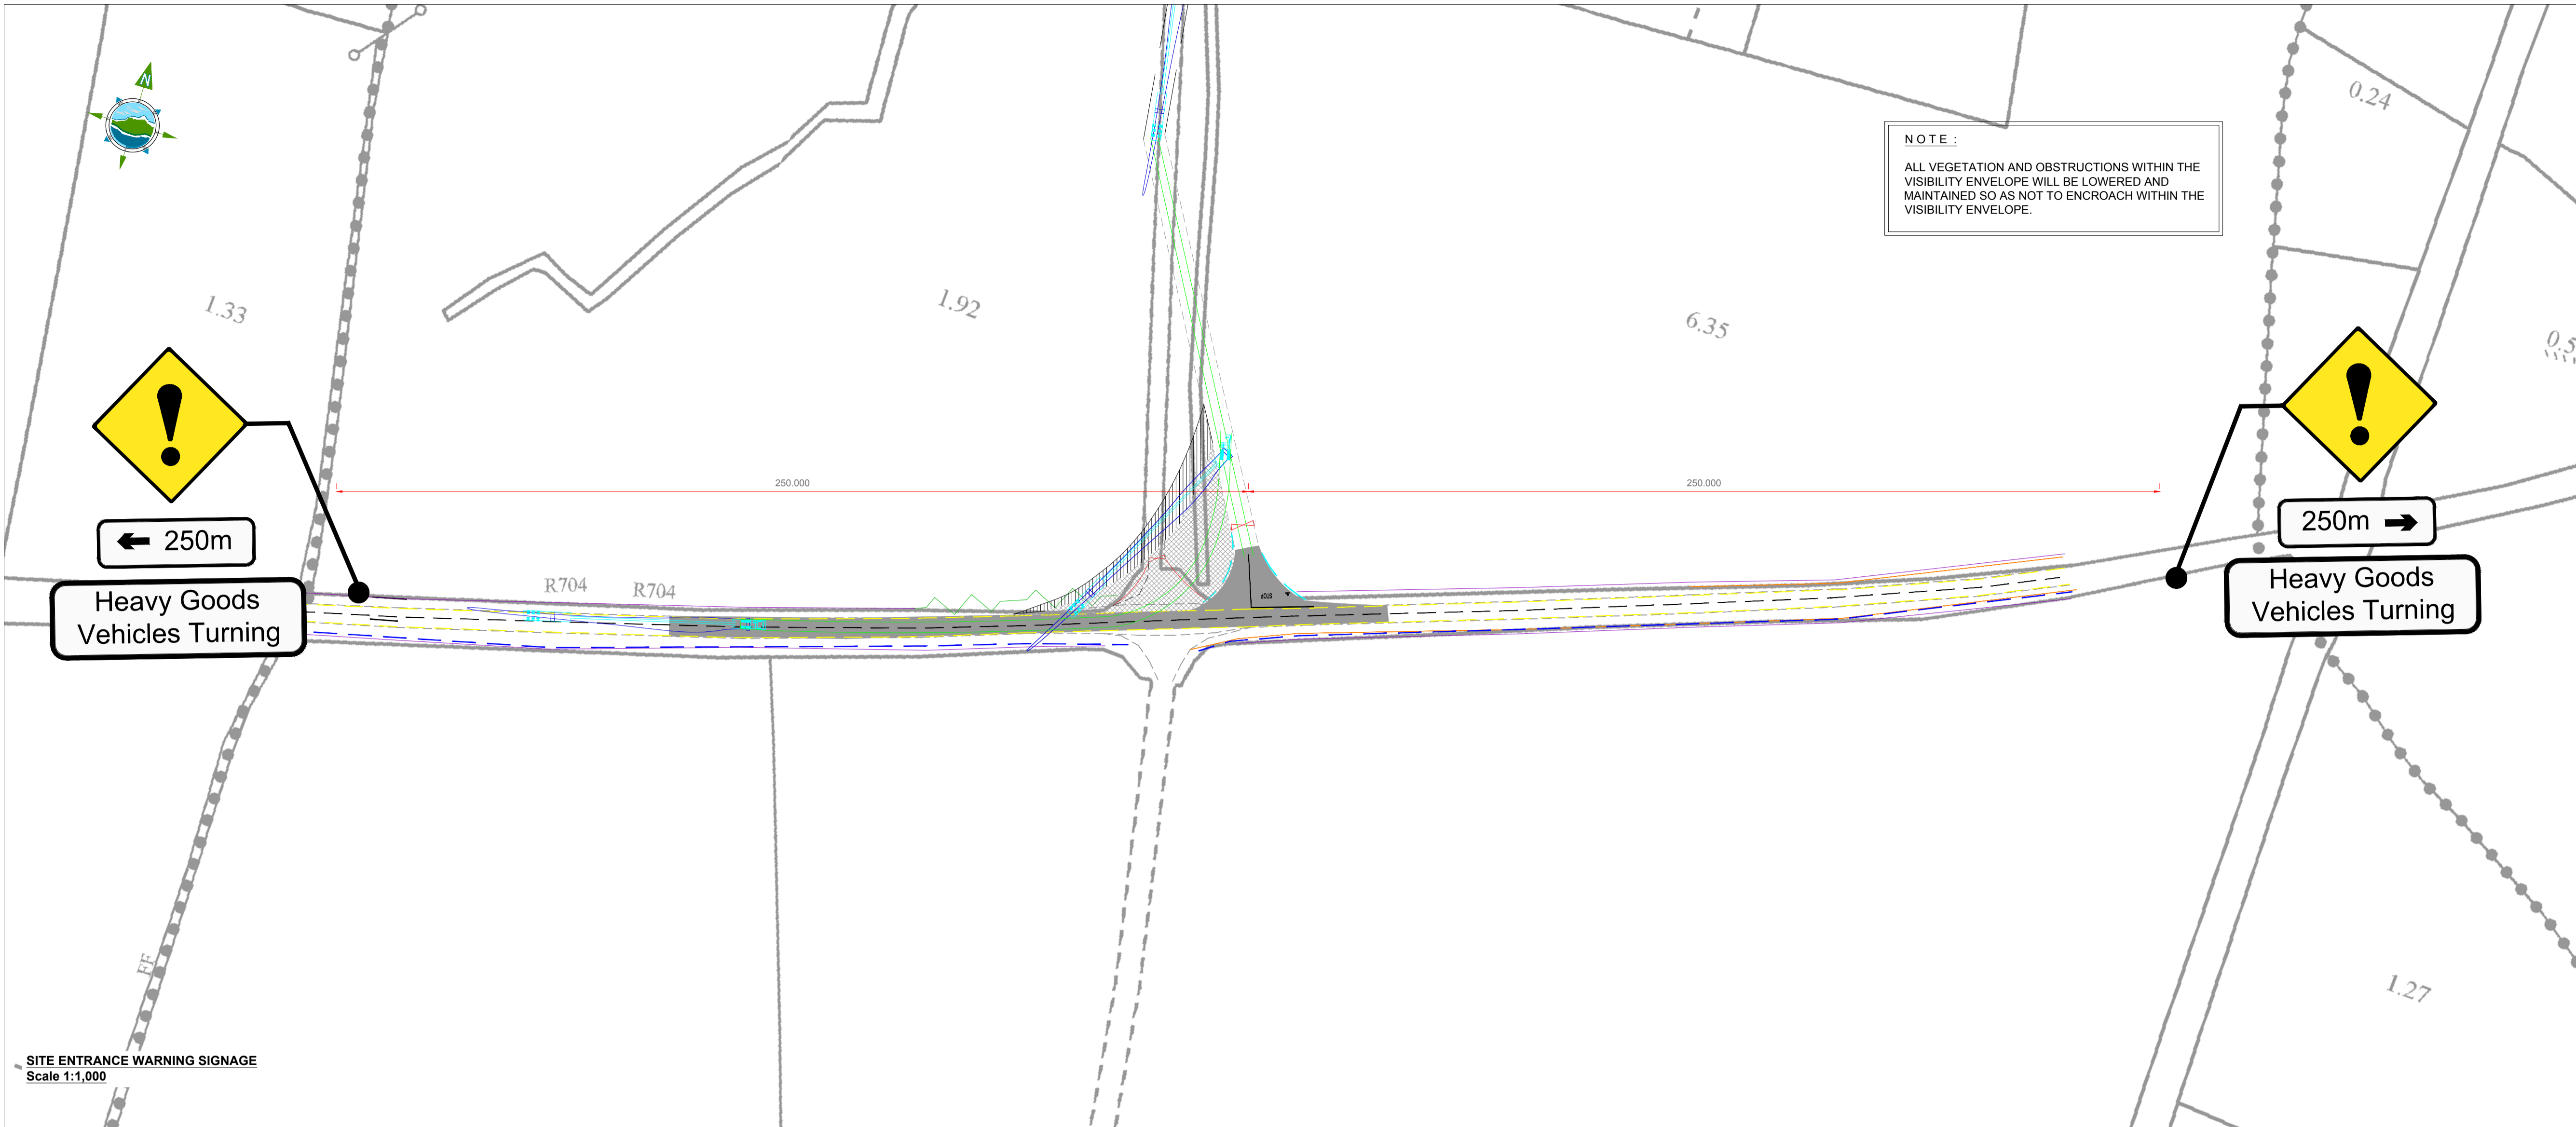 N
0.24
NOTE :
ALL VEGETATION AND OBSTRUCTIONS WITHIN THE
VISIBILITY ENVELOPE WILL BE LOWERED AND
MAINTAINED SO AS NOT TO ENCROACH WITHIN THE
VISIBILITY ENVELOPE.
1.33
1.92
6.35
250.000
250.000
250m
Heavy Goods
Vehicles Turning
R704
R704
STOP
250m
Heavy Goods
Vehicles Turning
FF
1.27
SITE ENTRANCE WARNING SIGNAGE
Scale 1:1,000